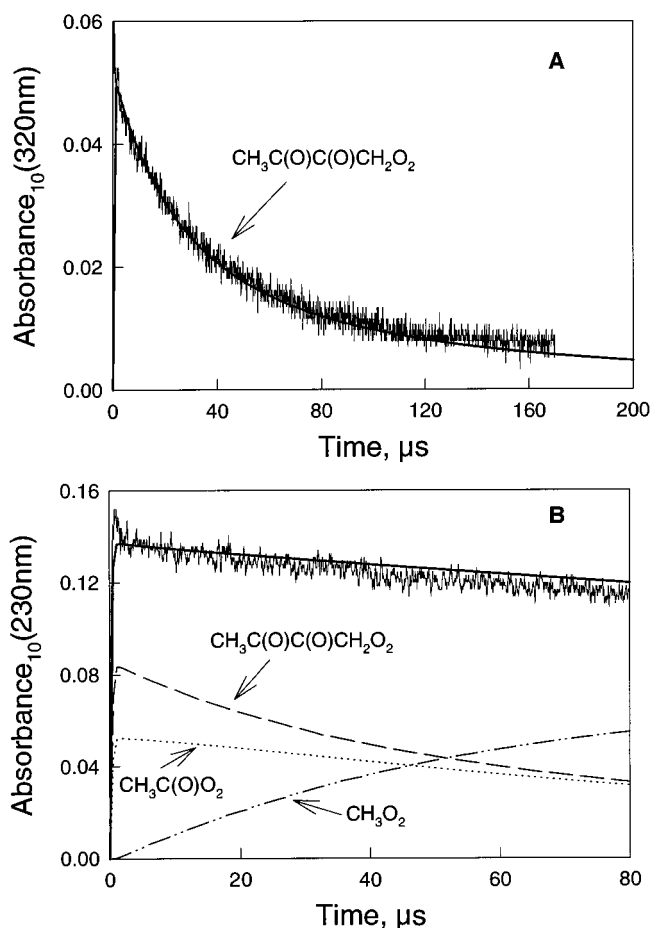 0.06
A
0.04
CH₃C(O)C(O)CH₂O₂
0.02
0.00
Absorbance₁₀(320nm)
0 40 80 120 160 200
Time, µs
0.16
B
0.12
CH₃C(O)C(O)CH₂O₂
0.08
0.04
CH₃C(O)O₂
CH₃O₂
0.00
Absorbance₁₀(230nm)
0 20 40 60 80
Time, µs